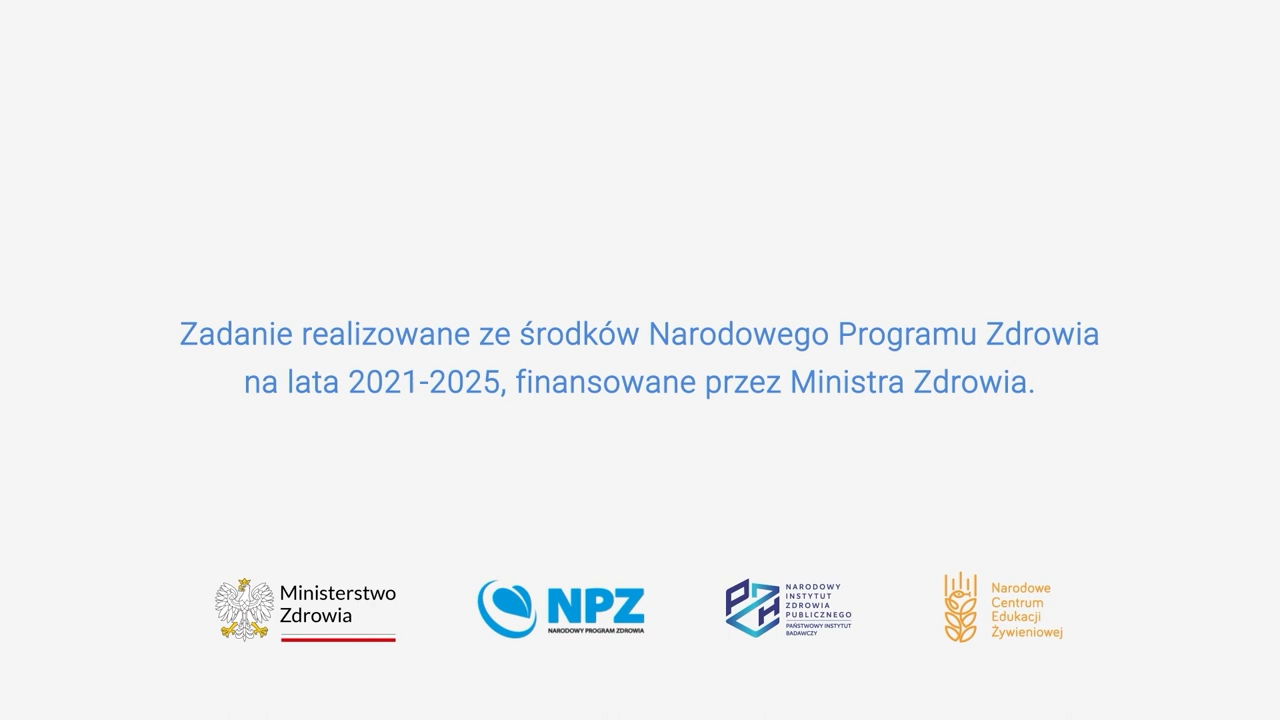 Zadanie realizowane ze środków Narodowego Programu Zdrowia
na lata 2021-2025, finansowane przez Ministra Zdrowia.
Ministerstwo
Zdrowia
NPZ
NARODOWY PROGRAM ZDROWIA
PZH
NARODOWY
INSTYTUT
ZDROWIA
PUBLICZNEGO
PAŃSTWOWY INSTYTUT
BADAWCZY
Narodowe
Centrum
Edukacji
Żywieniowej